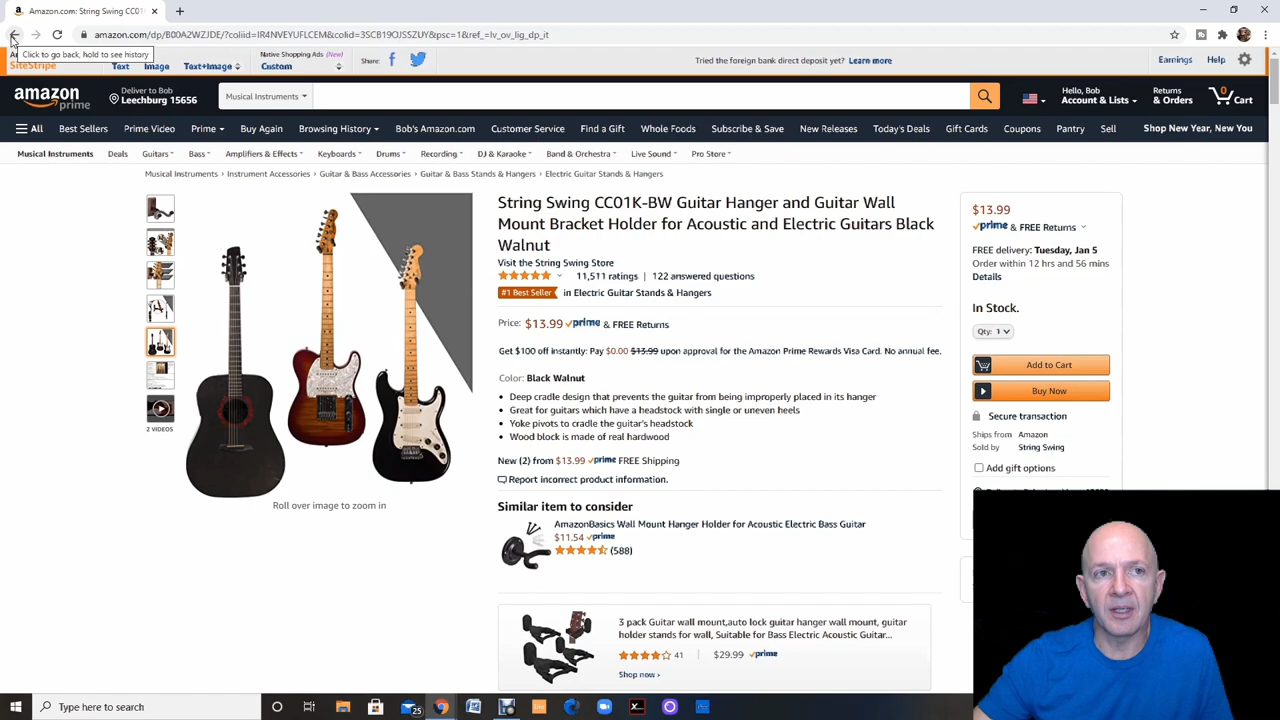 Amazon.com: String Swing CC01
amazon.com/dp/B00A2WZJDE/?coliid=IR4NVEYUFLCEM&colid=3SCB19OJSSZUY&psc=1&ref_=lv_ov_lig_dp_it
Click to go back, hold to see history
SiteStripe
Text
Image
Text+Image
Native Shopping Ads (New)
Custom
Share:
Tried the foreign bank direct deposit yet? Learn more
Earnings
Help
amazon prime
Deliver to Bob
Leechburg 15656
Musical Instruments
Hello, Bob
Account & Lists
Returns
& Orders
0
Cart
All
Best Sellers
Prime Video
Prime
Buy Again
Browsing History
Bob's Amazon.com
Customer Service
Find a Gift
Whole Foods
Subscribe & Save
New Releases
Today's Deals
Gift Cards
Coupons
Pantry
Sell
Shop New Year, New You
Musical Instruments
Deals
Guitars
Bass
Amplifiers & Effects
Keyboards
Drums
Recording
DJ & Karaoke
Band & Orchestra
Live Sound
Pro Store
Musical Instruments › Instrument Accessories › Guitar & Bass Accessories › Guitar & Bass Stands & Hangers › Electric Guitar Stands & Hangers
2 VIDEOS
Roll over image to zoom in
String Swing CC01K-BW Guitar Hanger and Guitar Wall
Mount Bracket Holder for Acoustic and Electric Guitars Black
Walnut
Visit the String Swing Store
11,511 ratings | 122 answered questions
#1 Best Seller in Electric Guitar Stands & Hangers
Price: $13.99 prime & FREE Returns
Get $100 off instantly: Pay $0.00 $13.99 upon approval for the Amazon Prime Rewards Visa Card. No annual fee.
Color: Black Walnut
• Deep cradle design that prevents the guitar from being improperly placed in its hanger
• Great for guitars which have a headstock with single or uneven heels
• Yoke pivots to cradle the guitar's headstock
• Wood block is made of real hardwood
New (2) from $13.99 prime FREE Shipping
Report incorrect product information.
Similar item to consider
AmazonBasics Wall Mount Hanger Holder for Acoustic Electric Bass Guitar
$11.54 prime
(588)
3 pack Guitar wall mount,auto lock guitar hanger wall mount, guitar
holder stands for wall, Suitable for Bass Electric Acoustic Guitar...
41 | $29.99 prime
Shop now ›
$13.99
prime & FREE Returns
FREE delivery: Tuesday, Jan 5
Order within 12 hrs and 56 mins
Details
In Stock.
Qty: 1
Add to Cart
Buy Now
Secure transaction
Ships from Amazon
Sold by String Swing
Add gift options
Type here to search
25